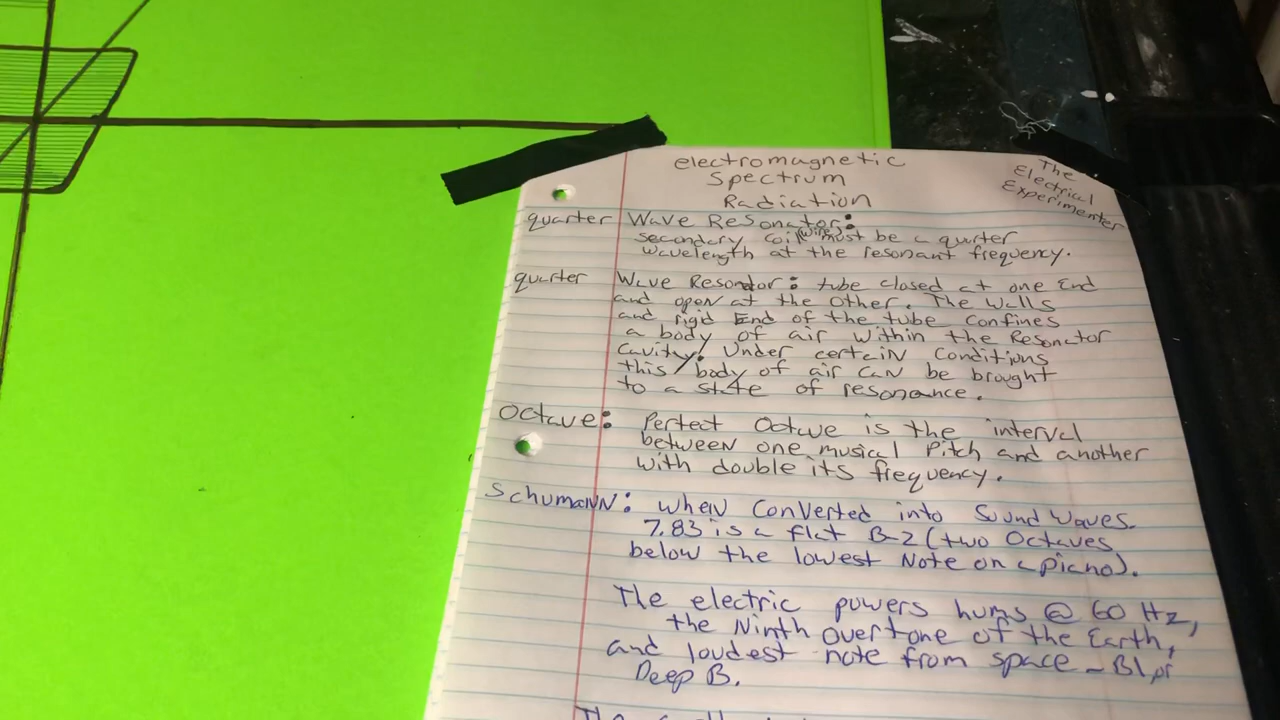 electromagnetic
Spectrum
Radiation
The
Electrical
Experimenter
quarter Wave Resonator:
secondary coil (wire) must be a qurter
wavelength at the resonant frequency.
quarter Wave Resonator: tube closed at one End
and open at the other. The walls
and rigid End of the tube confines
a body of air within the Resonator
Cavity. Under certain conditions
this body of air can be brought
to a state of resonance.
Octave: Perfect Octave is the interval
between one musical Pitch and another
with double its frequency.
Schumann: when converted into sound waves.
7.83 is a flat B-2 (two Octaves
below the lowest Note on a piano).
The electric powers hums @ 60 Hz,
the Ninth overtone of the Earth,
and loudest note from space - B1, or
Deep B.
The